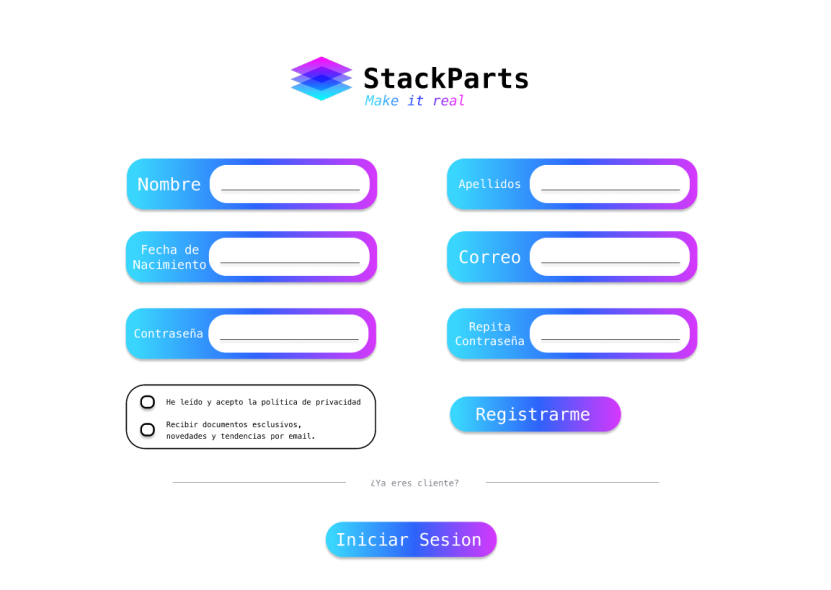 StackParts
Make it real
Nombre
Apellidos
Fecha de
Nacimiento
Correo
Contraseña
Repita
Contraseña
He leído y acepto la política de privacidad
Recibir documentos esclusivos,
novedades y tendencias por email.
Registrarme
¿Ya eres cliente?
Iniciar Sesion